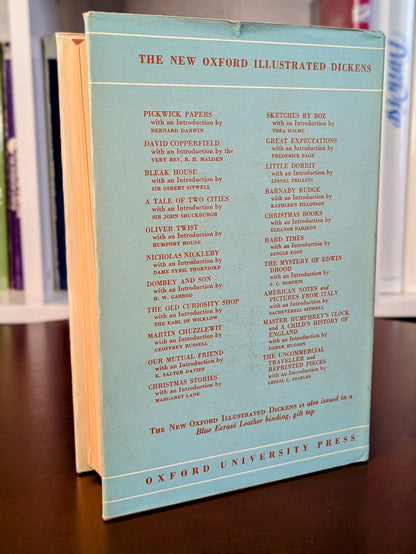 THE NEW OXFORD ILLUSTRATED DICKENS
PICKWICK PAPERS
with an Introduction by
BERNARD DARWIN
DAVID COPPERFIELD
with an Introduction by the
VERY REV. R. H. MALDEN
BLEAK HOUSE
with an Introduction by
SIR OSBERT SITWELL
A TALE OF TWO CITIES
with an Introduction by
SIR JOHN SHUCKBURGH
OLIVER TWIST
with an Introduction by
HUMPHRY HOUSE
NICHOLAS NICKLEBY
with an Introduction by
DAME SYBIL THORNDIKE
DOMBEY AND SON
with an Introduction by
H. W. GARROD
THE OLD CURIOSITY SHOP
with an Introduction by
THE EARL OF WICKLOW
MARTIN CHUZZLEWIT
with an Introduction by
GEOFFREY RUSSELL
OUR MUTUAL FRIEND
with an Introduction by
E. SALTER DAVIES
CHRISTMAS STORIES
with an Introduction by
MARGARET LANE
SKETCHES BY BOZ
with an Introduction by
THEA HOLME
GREAT EXPECTATIONS
with an Introduction by
FREDERICK PAGE
LITTLE DORRIT
with an Introduction by
LIONEL TRILLING
BARNABY RUDGE
with an Introduction by
KATHLEEN TILLOTSON
CHRISTMAS BOOKS
with an Introduction by
ELEANOR FARJEON
HARD TIMES
with an Introduction by
DINGLE FOOT
THE MYSTERY OF EDWIN
DROOD
with an Introduction by
S. C. ROBERTS
AMERICAN NOTES and
PICTURES FROM ITALY
with an Introduction by
SACHEVERELL SITWELL
MASTER HUMPHREY'S CLOCK
and A CHILD'S HISTORY OF
ENGLAND
with an Introduction by
DEREK HUDSON
THE UNCOMMERCIAL
TRAVELLER and
REPRINTED PIECES
with an Introduction by
LESLIE C. STAPLES
THE NEW OXFORD ILLUSTRATED DICKENS is also issued in a
Blue Ecrasé Leather binding, gilt top
OXFORD UNIVERSITY PRESS